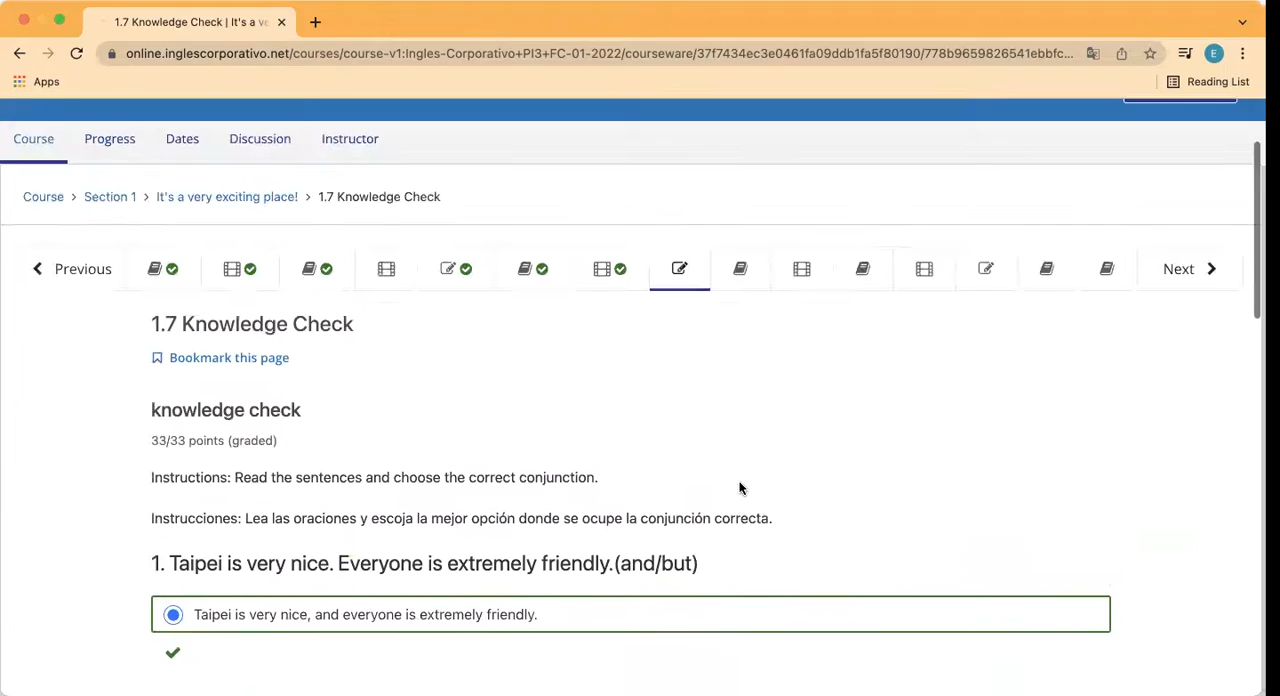 1.7 Knowledge Check | It's a ve
online.inglescorporativo.net/courses/course-v1:Ingles-Corporativo+PI3+FC-01-2022/courseware/37f7434ec3e0461fa09ddb1fa5f80190/778b9659826541ebbfc...
E
Apps
Reading List
Course Progress Dates Discussion Instructor
Course > Section 1 > It's a very exciting place! > 1.7 Knowledge Check
Previous
Next
1.7 Knowledge Check
Bookmark this page
knowledge check
33/33 points (graded)
Instructions: Read the sentences and choose the correct conjunction.
Instrucciones: Lea las oraciones y escoja la mejor opción donde se ocupe la conjunción correcta.
1. Taipei is very nice. Everyone is extremely friendly.(and/but)
Taipei is very nice, and everyone is extremely friendly.